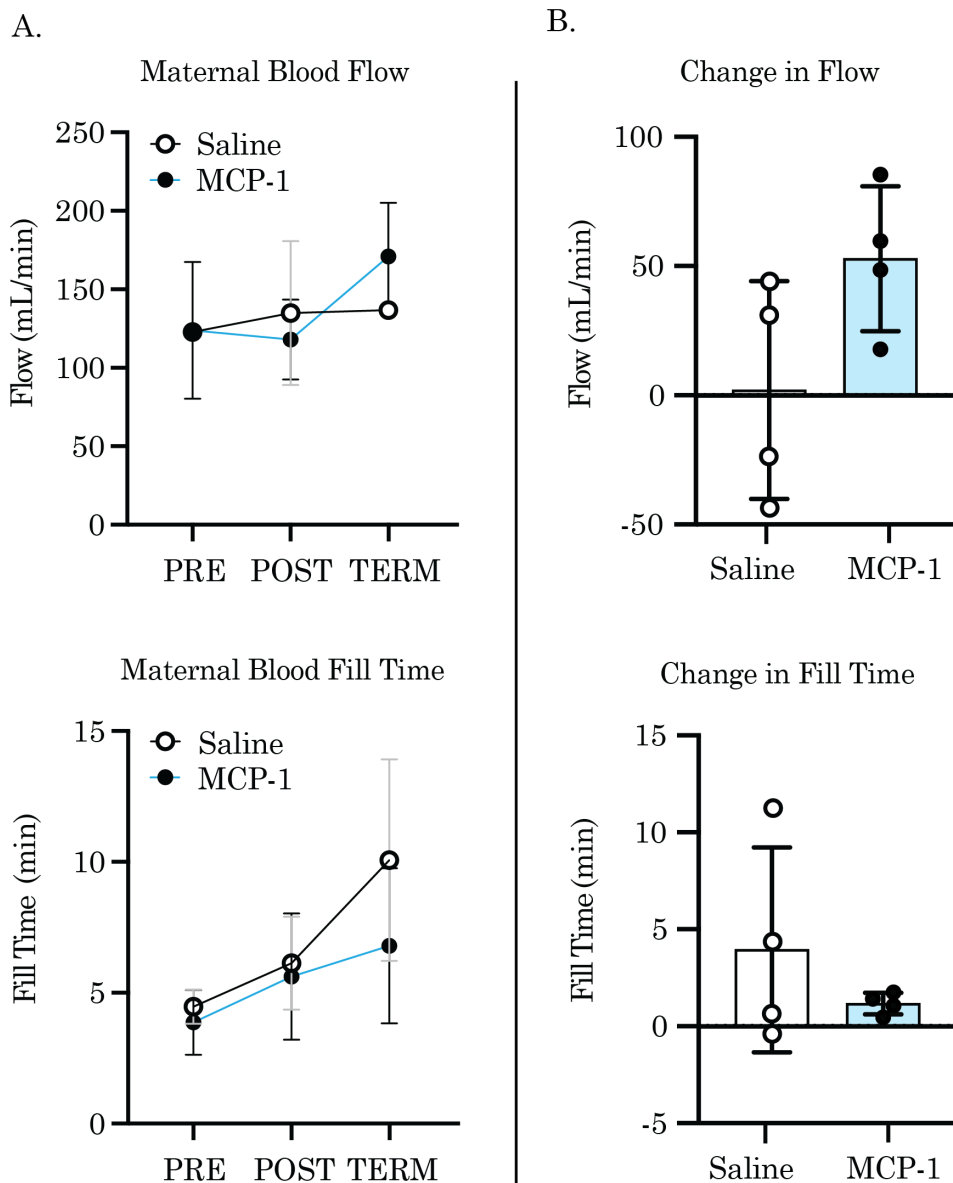 A.
Maternal Blood Flow
Saline
MCP-1
Flow (mL/min)
250
200
150
100
50
0
PRE POST TERM
Maternal Blood Fill Time
Saline
MCP-1
Fill Time (min)
15
10
5
0
PRE POST TERM
B.
Change in Flow
Flow (mL/min)
100
50
0
-50
Saline MCP-1
Change in Fill Time
Fill Time (min)
15
10
5
0
-5
Saline MCP-1